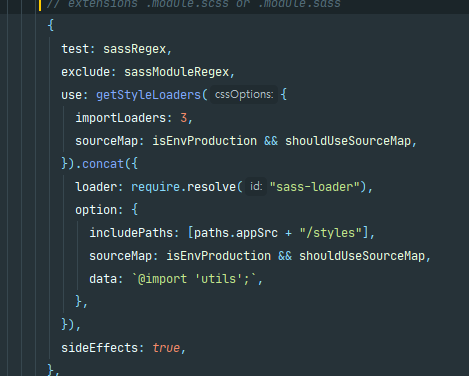 // extensions .module.scss or .module.sass
{
test: sassRegex,
exclude: sassModuleRegex,
use: getStyleLoaders( cssOptions: {
importLoaders: 3,
sourceMap: isEnvProduction && shouldUseSourceMap,
}).concat({
loader: require.resolve( id: "sass-loader"),
option: {
includePaths: [paths.appSrc + "/styles"],
sourceMap: isEnvProduction && shouldUseSourceMap,
data: `@import 'utils';`,
},
}),
sideEffects: true,
},